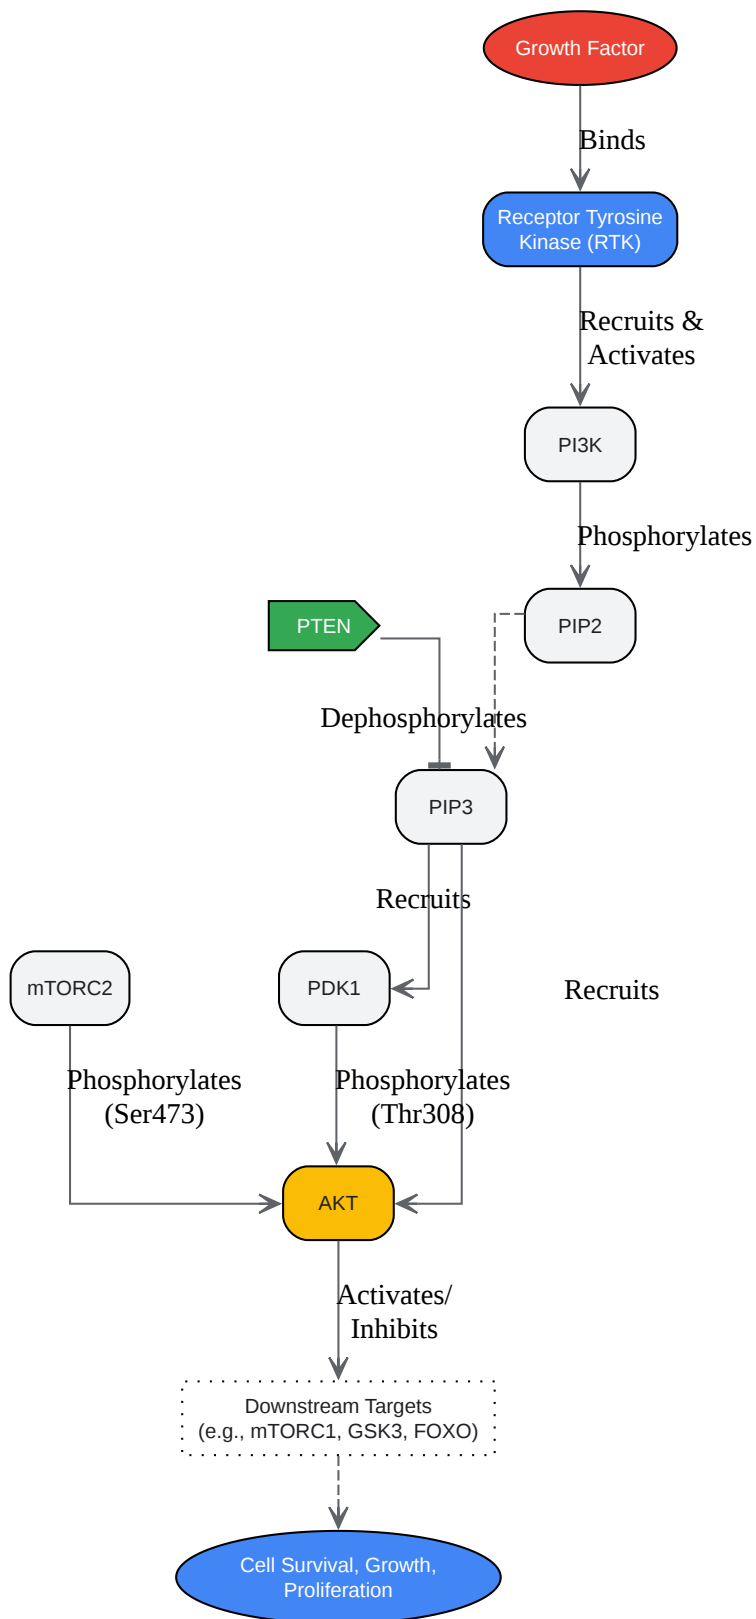 Growth Factor
Binds
Receptor Tyrosine
Kinase (RTK)
Recruits &
Activates
PI3K
Phosphorylates
PTEN
PIP2
Dephosphorylates
PIP3
Recruits
mTORC2
PDK1
Recruits
Phosphorylates
(Ser473)
Phosphorylates
(Thr308)
AKT
Activates/
Inhibits
Downstream Targets
(e.g., mTORC1, GSK3, FOXO)
Cell Survival, Growth,
Proliferation